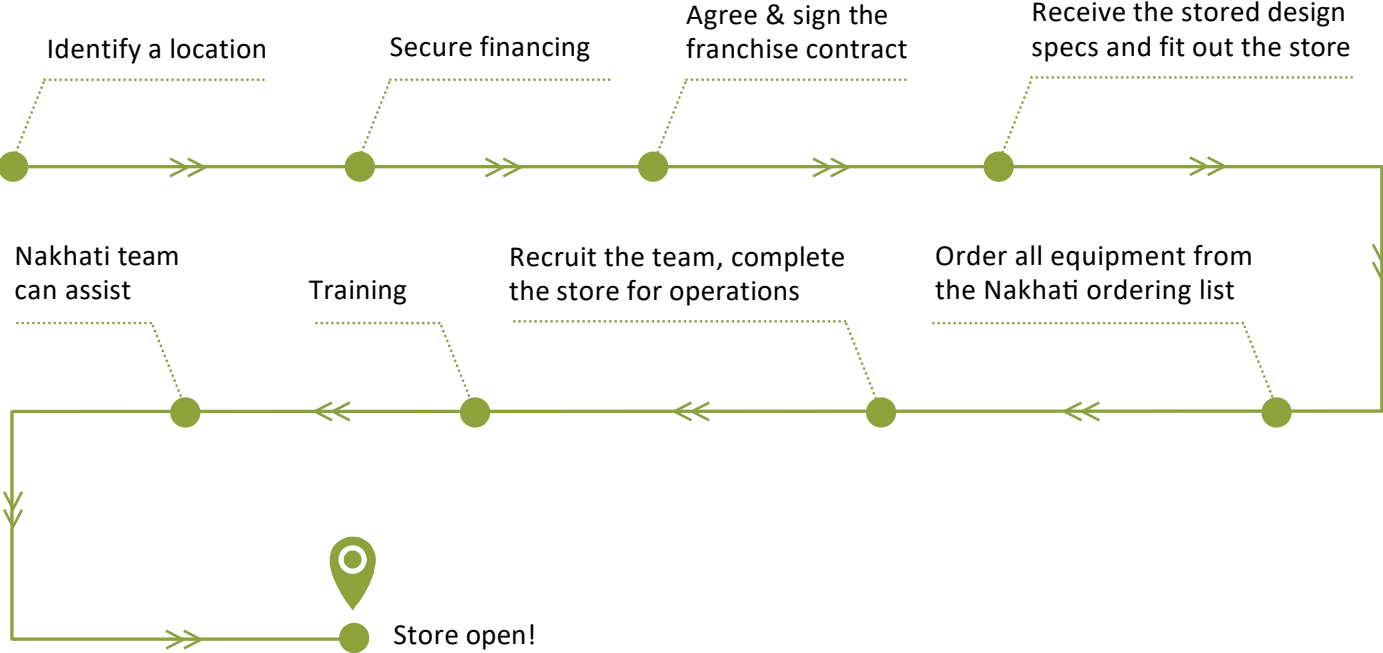 Identify a location
Secure financing
Agree & sign the
franchise contract
Receive the stored design
specs and fit out the store
Order all equipment from
the Nakhati ordering list
Recruit the team, complete
the store for operations
Training
Nakhati team
can assist
Store open!